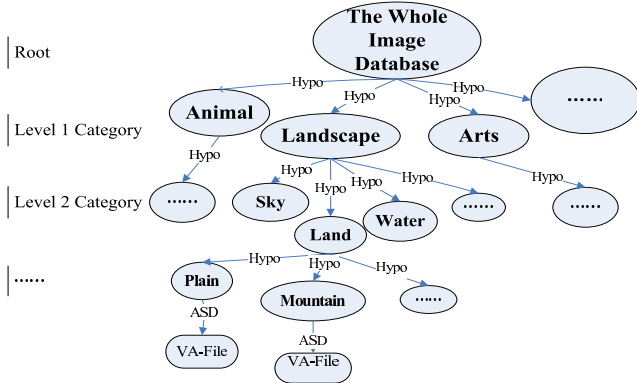 The Whole
Image
Database
Root
Hypo
Hypo
Hypo
Hypo
……
Animal
Level 1 Category
Landscape
Arts
Hypo
Hypo
Hypo
Hypo
Hypo
Hypo
Level 2 Category
……
Sky
Water
……
……
Land
Hypo
Hypo
Hypo
……
Plain
Mountain
……
ASD
ASD
VA-File
VA-File